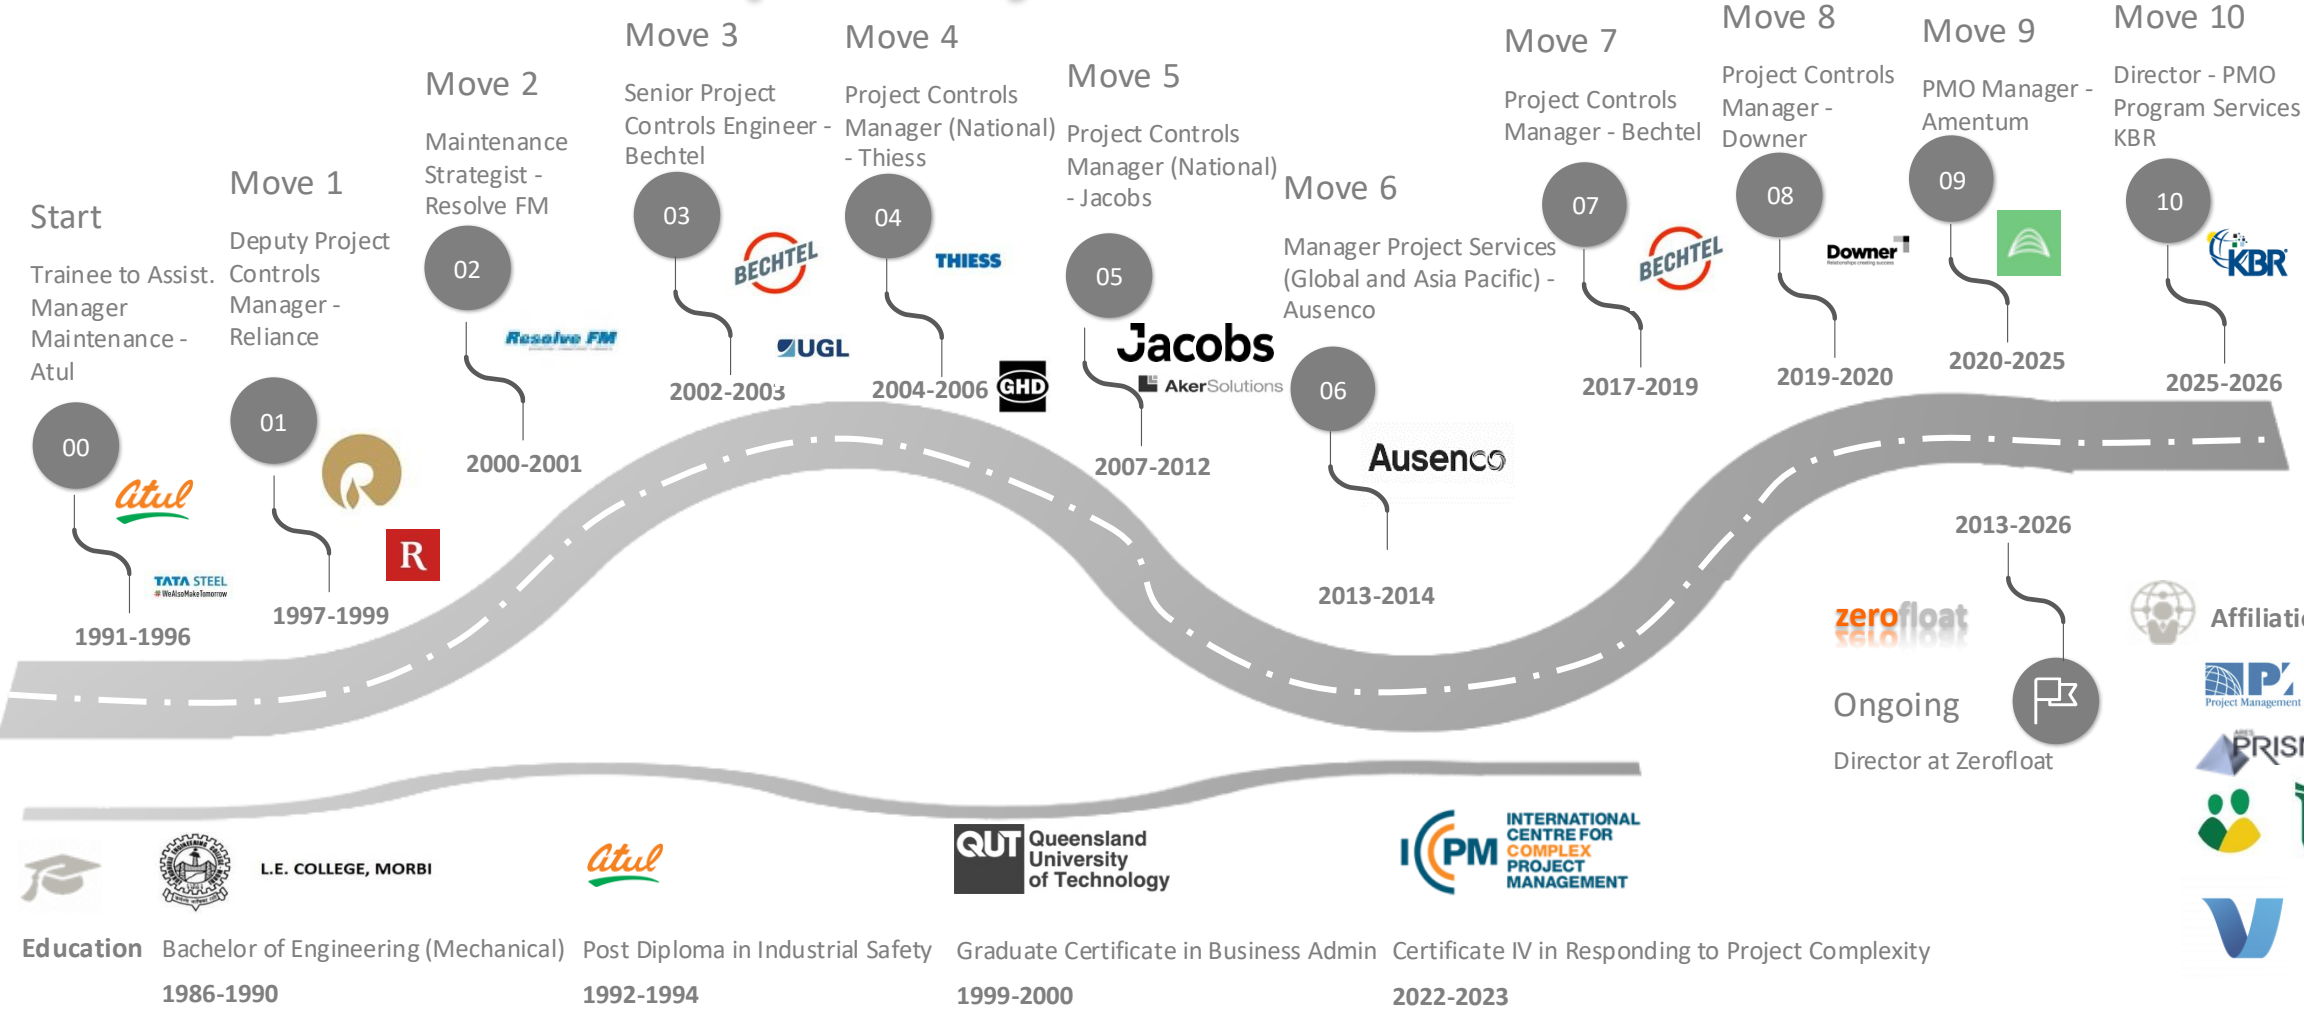 Start
Trainee to Assist.
Manager
Maintenance -
Atul
00
atul
TATA STEEL
#WeAlsoMakeTomorrow
1991-1996
Move 1
Deputy Project
Controls
Manager -
Reliance
01
R
1997-1999
Move 2
Maintenance
Strategist -
Resolve FM
02
Resolve FM
2000-2001
Move 3
Senior Project
Controls Engineer -
Bechtel
03
BECHTEL
UGL
2002-2003
Move 4
Project Controls
Manager (National)
- Thiess
04
THIESS
GHD
2004-2006
Move 5
Project Controls
Manager (National)
- Jacobs
05
Jacobs
AkerSolutions
2007-2012
Move 6
Manager Project Services
(Global and Asia Pacific) -
Ausenco
06
Ausenco
2013-2014
Move 7
Project Controls
Manager - Bechtel
07
BECHTEL
2017-2019
Move 8
Project Controls
Manager -
Downer
08
Downer
Relationships creating success
2019-2020
Move 9
PMO Manager -
Amentum
09
2020-2025
Move 10
Director - PMO
Program Services
KBR
10
KBR
2025-2026
2013-2026
zerofloat
Ongoing
Director at Zerofloat
Project Management
Education
L.E. COLLEGE, MORBI
Bachelor of Engineering (Mechanical)
1986-1990
atul
Post Diploma in Industrial Safety
1992-1994
QUT
Queensland
University
of Technology
Graduate Certificate in Business Admin
1999-2000
ICPM
INTERNATIONAL
CENTRE FOR
COMPLEX
PROJECT
MANAGEMENT
Certificate IV in Responding to Project Complexity
2022-2023